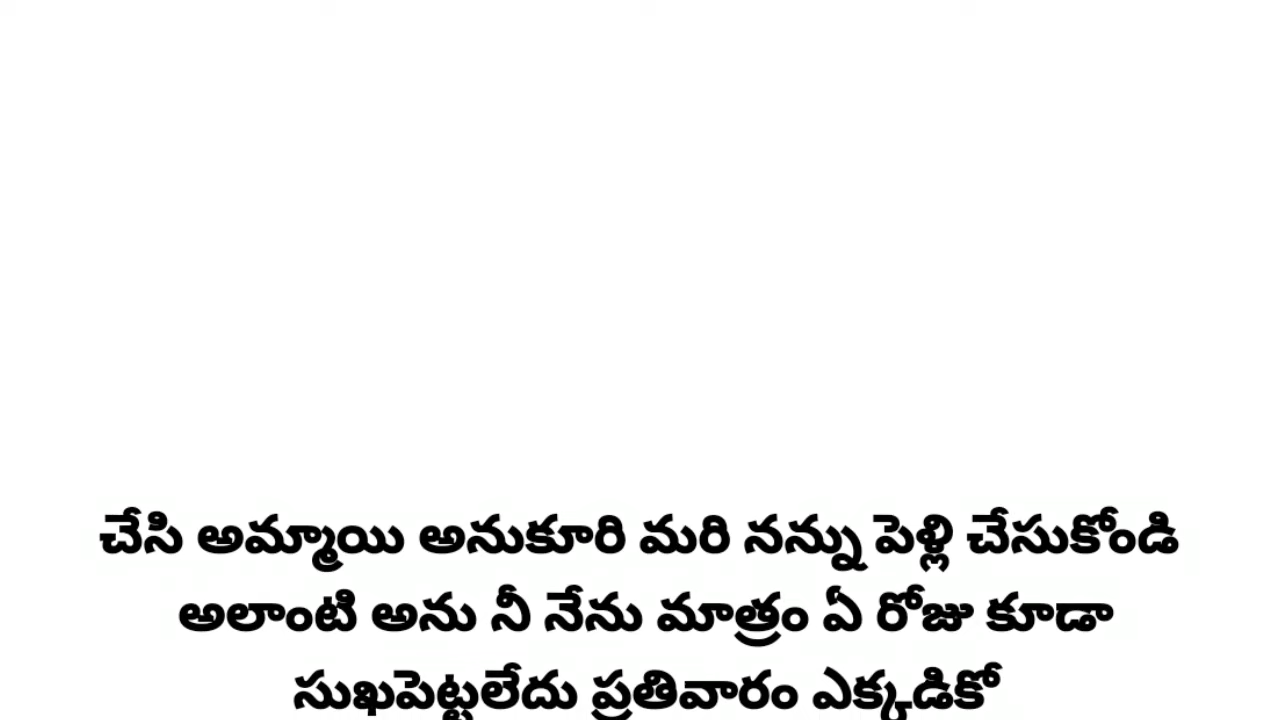 చేసి అమ్మాయి అనుకూరి మరి నన్ను పెళ్లి చేసుకోండి
అలాంటి అను నీ నేను మాత్రం ఏ రోజు కూడా
సుఖపెట్టలేదు ప్రతివారం ఎక్కడికో